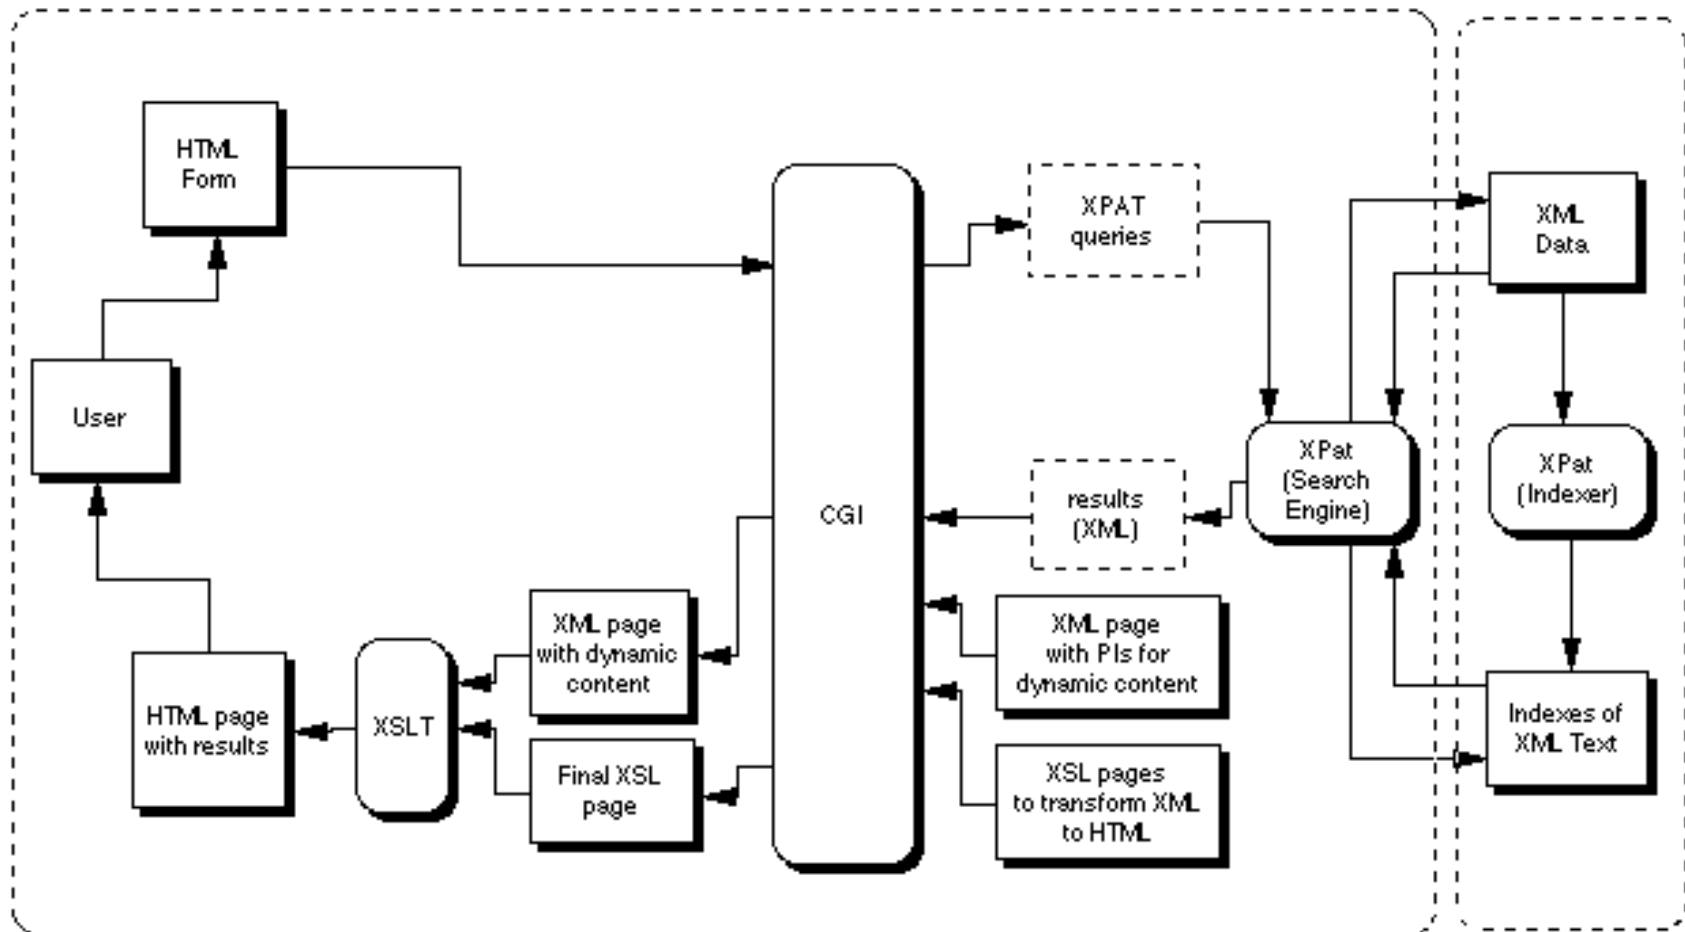 HTML
Form
XPAT
queries
XML
Data
User
XPat
(Search
Engine)
XPat
(Indexer)
results
(XML)
CGI
XML page
with dynamic
content
XML page
with PIs for
dynamic content
HTML page
with results
XSLT
Indexes of
XML Text
Final XSL
page
XSL pages
to transform XML
to HTML